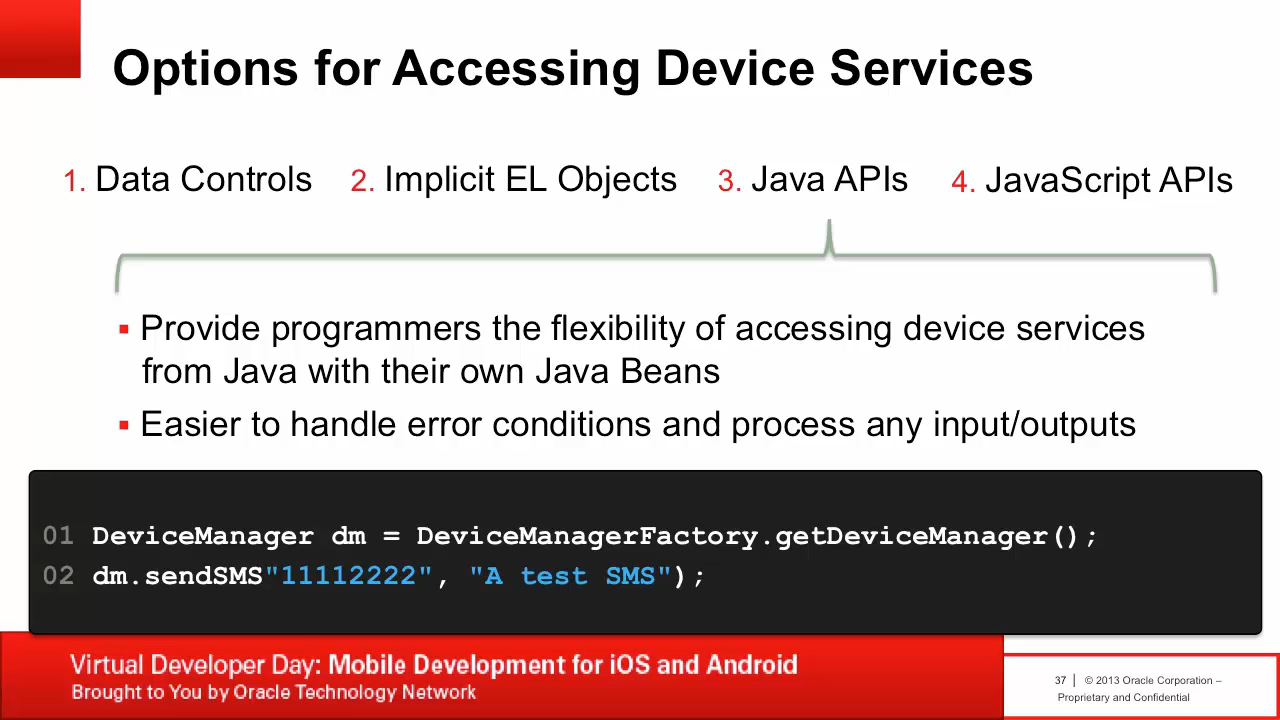 Options for Accessing Device Services
1. Data Controls 2. Implicit EL Objects 3. Java APIs 4. JavaScript APIs
▪ Provide programmers the flexibility of accessing device services
from Java with their own Java Beans
▪ Easier to handle error conditions and process any input/outputs
01 DeviceManager dm = DeviceManagerFactory.getDeviceManager();
02 dm.sendSMS"11112222", "A test SMS");
Virtual Developer Day: Mobile Development for iOS and Android
Brought to You by Oracle Technology Network
37 | © 2013 Oracle Corporation –
Proprietary and Confidential